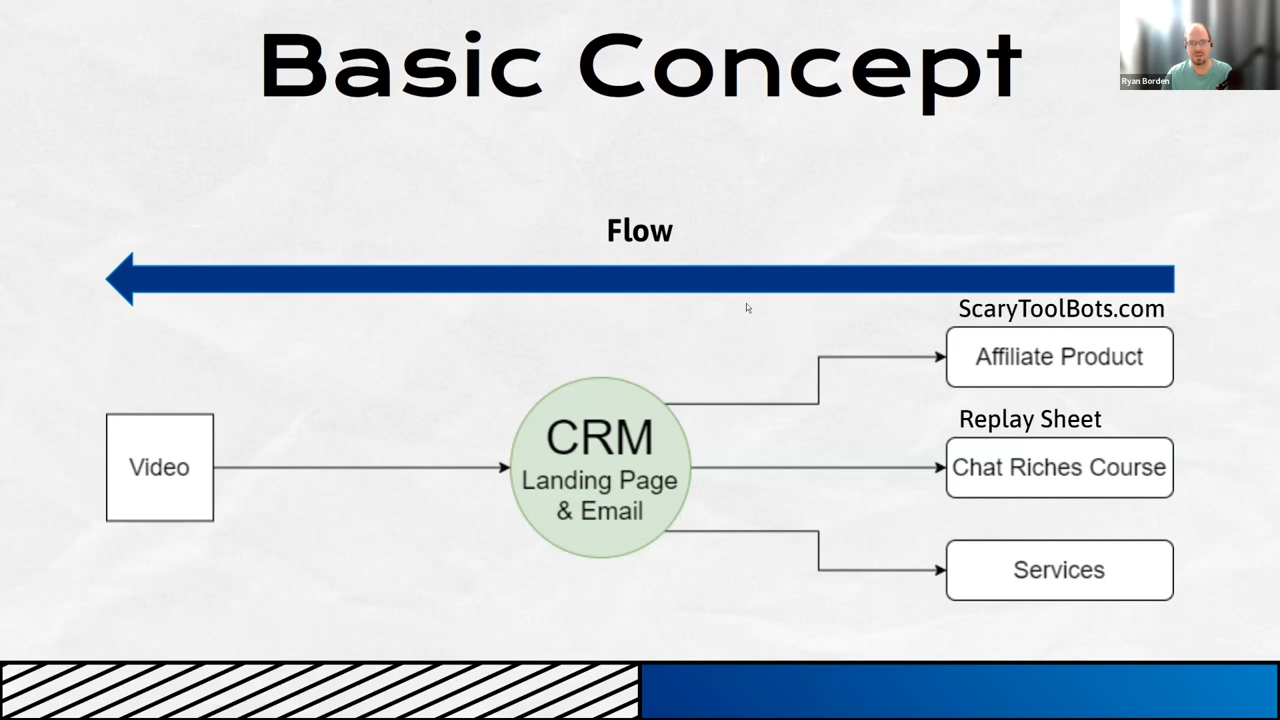 Basic Concept
Ryan Borden
Flow
ScaryToolBots.com
Affiliate Product
Replay Sheet
Video
CRM
Landing Page
& Email
Chat Riches Course
Services